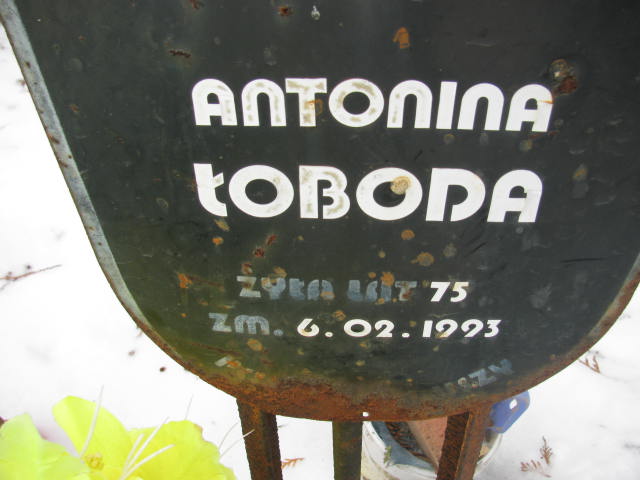 ANTONINA
ŁOBODA
ŻYŁA LAT 75
ZM. 6.02.1993